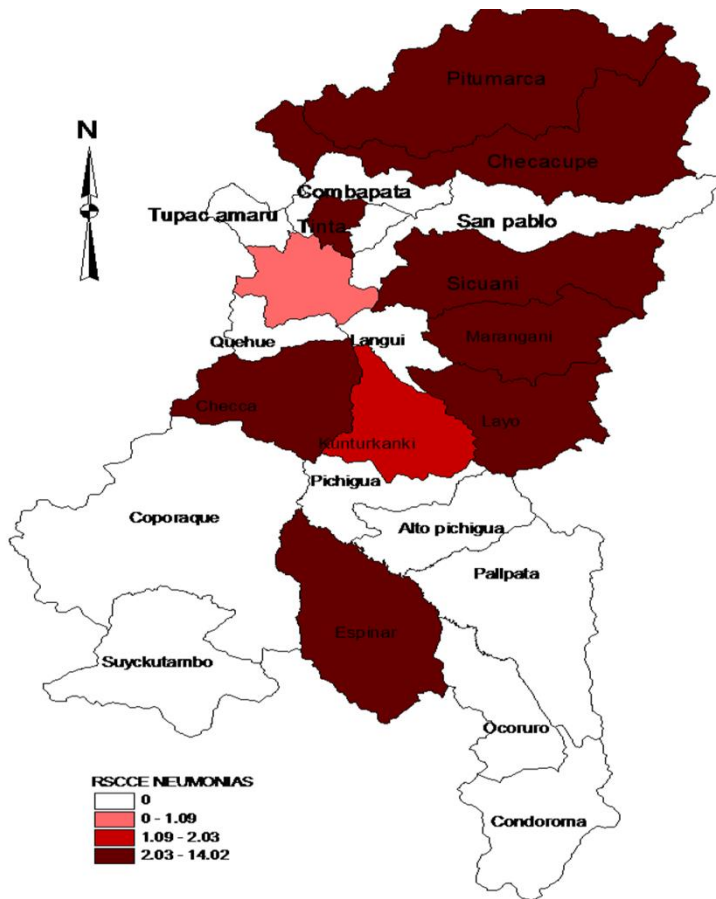 Pitumarca
N
Checacupe
Combapata
Tupac amaru
Tinta
San pablo
Sicuani
Quehue
Langui
Marangani
Checca
Layo
Kunturkanki
Pichigua
Coporaque
Alto pichigua
Pallpata
Espinar
Suyckutambo
Ocoruro
RSCCE NEUMONIAS
0
0 - 1.09
1.09 - 2.03
2.03 - 14.02
Condoroma